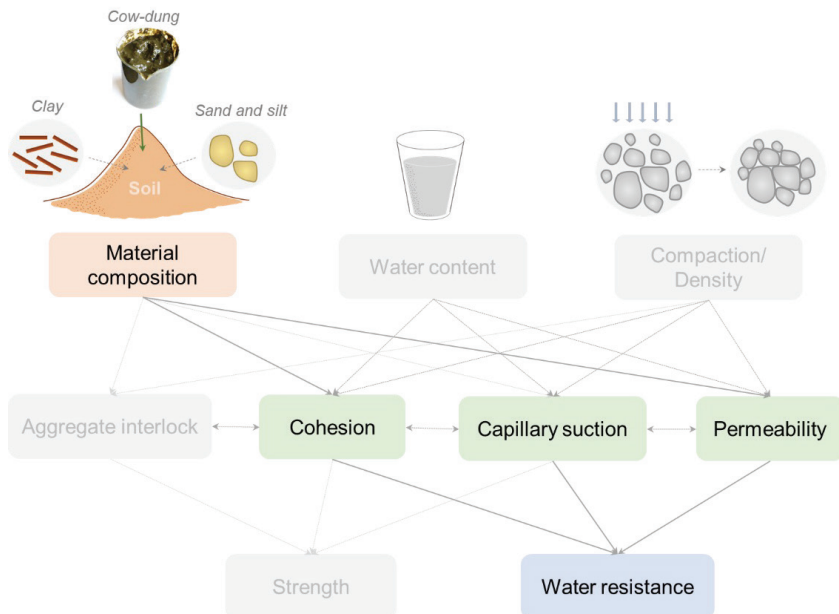 Cow-dung
Clay
Sand and silt
Soil
Material
composition
Water content
Compaction/
Density
Aggregate interlock
Cohesion
Capillary suction
Permeability
Strength
Water resistance